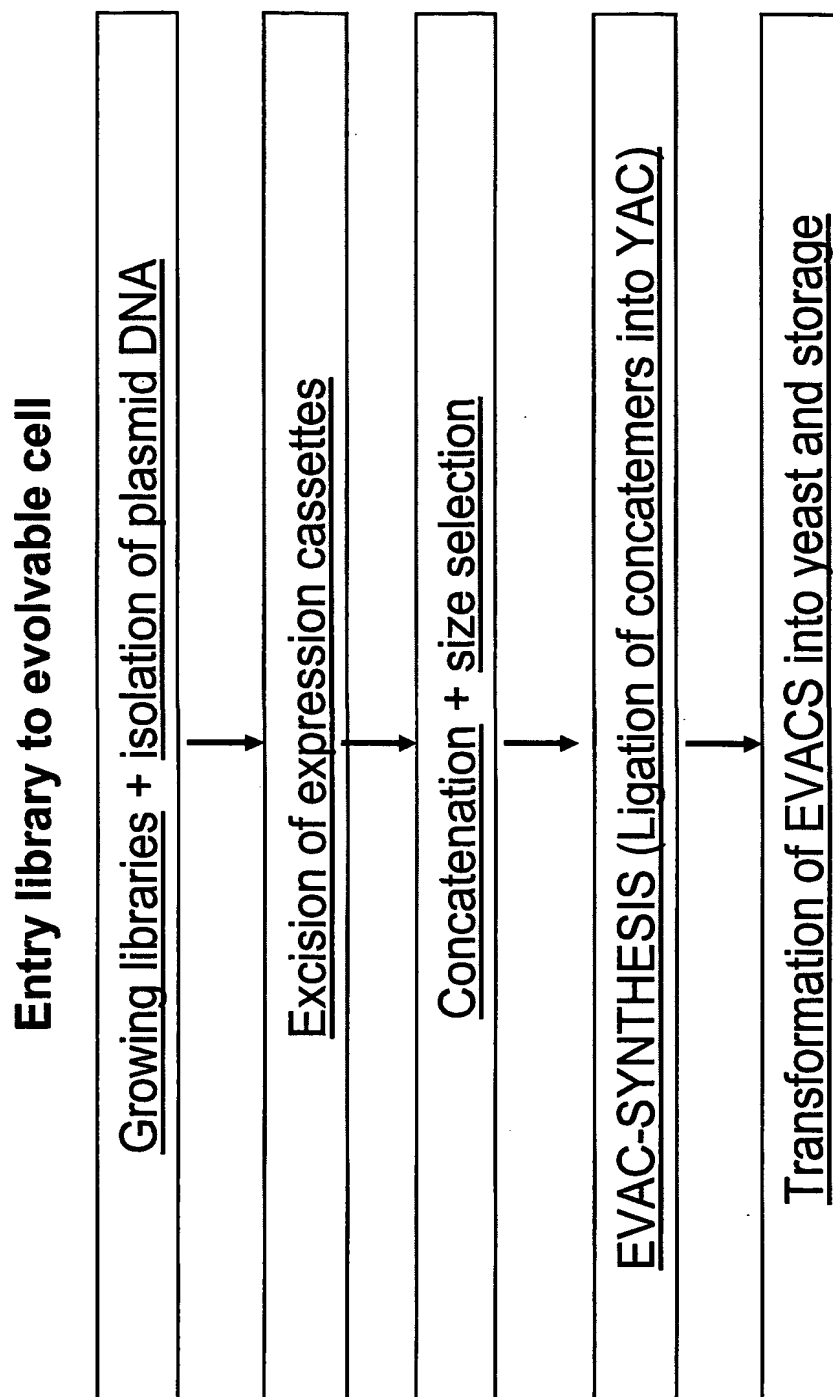 Entry library to evolvable cell
Growing libraries + isolation of plasmid DNA
Excision of expression cassettes
Concatenation + size selection
EVAC-SYNTHESIS (Ligation of concatemers into YAC)
Transformation of EVACS into yeast and storage